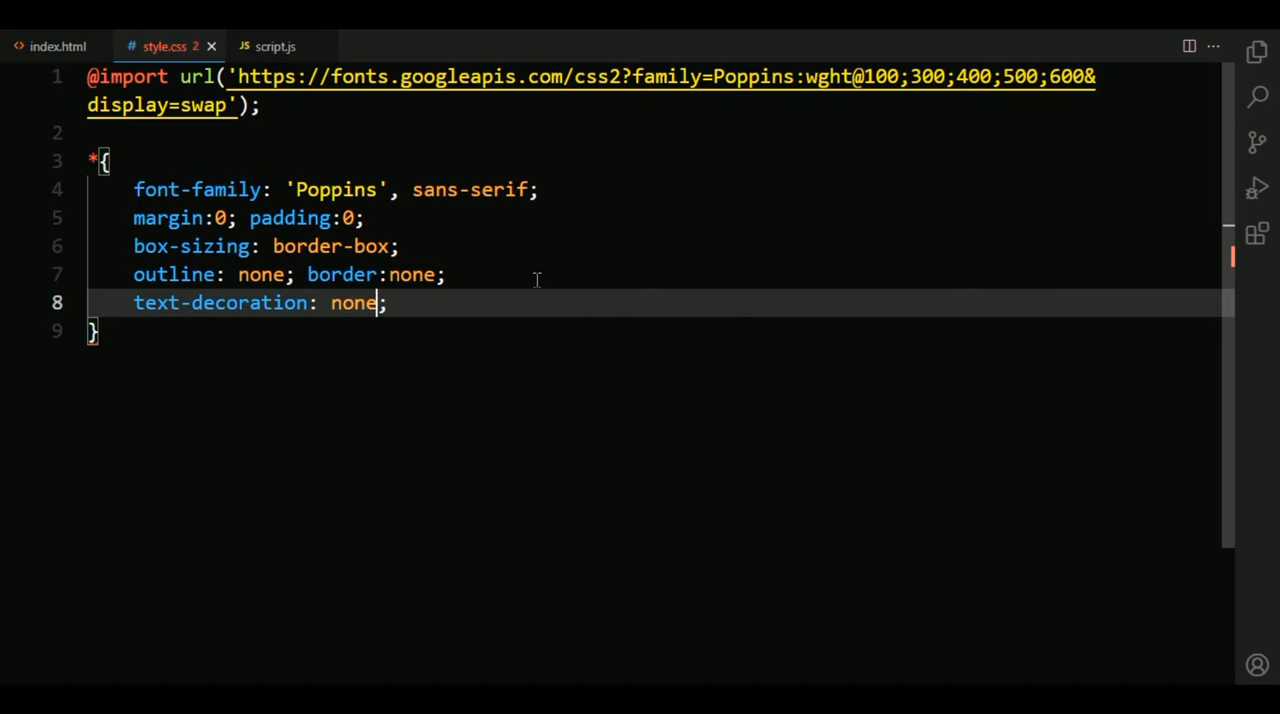 index.html
style.css 2
JS script.js
1 @import url('https://fonts.googleapis.com/css2?family=Poppins:wght@100;300;400;500;600&
display=swap');
2
3 *{
4 font-family: 'Poppins', sans-serif;
5 margin:0; padding:0;
6 box-sizing: border-box;
7 outline: none; border:none;
8 text-decoration: none;
9 }